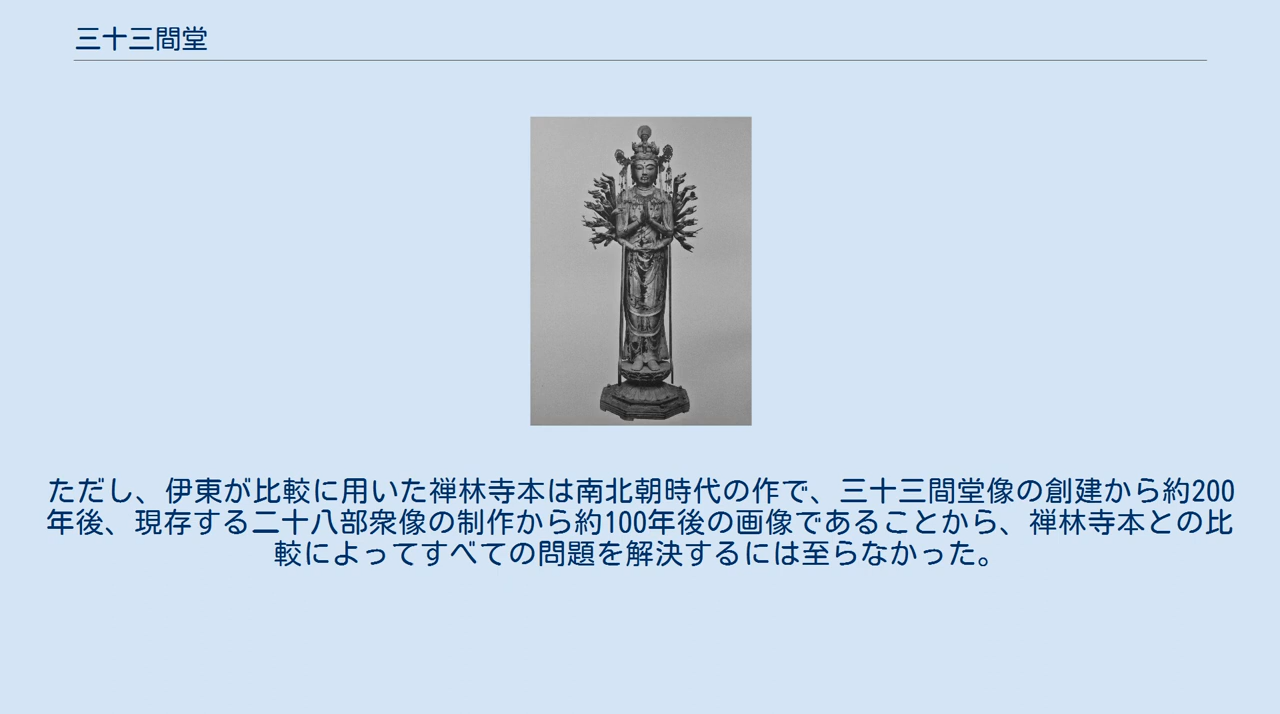 三十三間堂
ただし、伊東が比較に用いた禅林寺本は南北朝時代の作で、三十三間堂像の創建から約200
年後、現存する二十八部衆像の制作から約100年後の画像であることから、禅林寺本との比
較によってすべての問題を解決するには至らなかった。